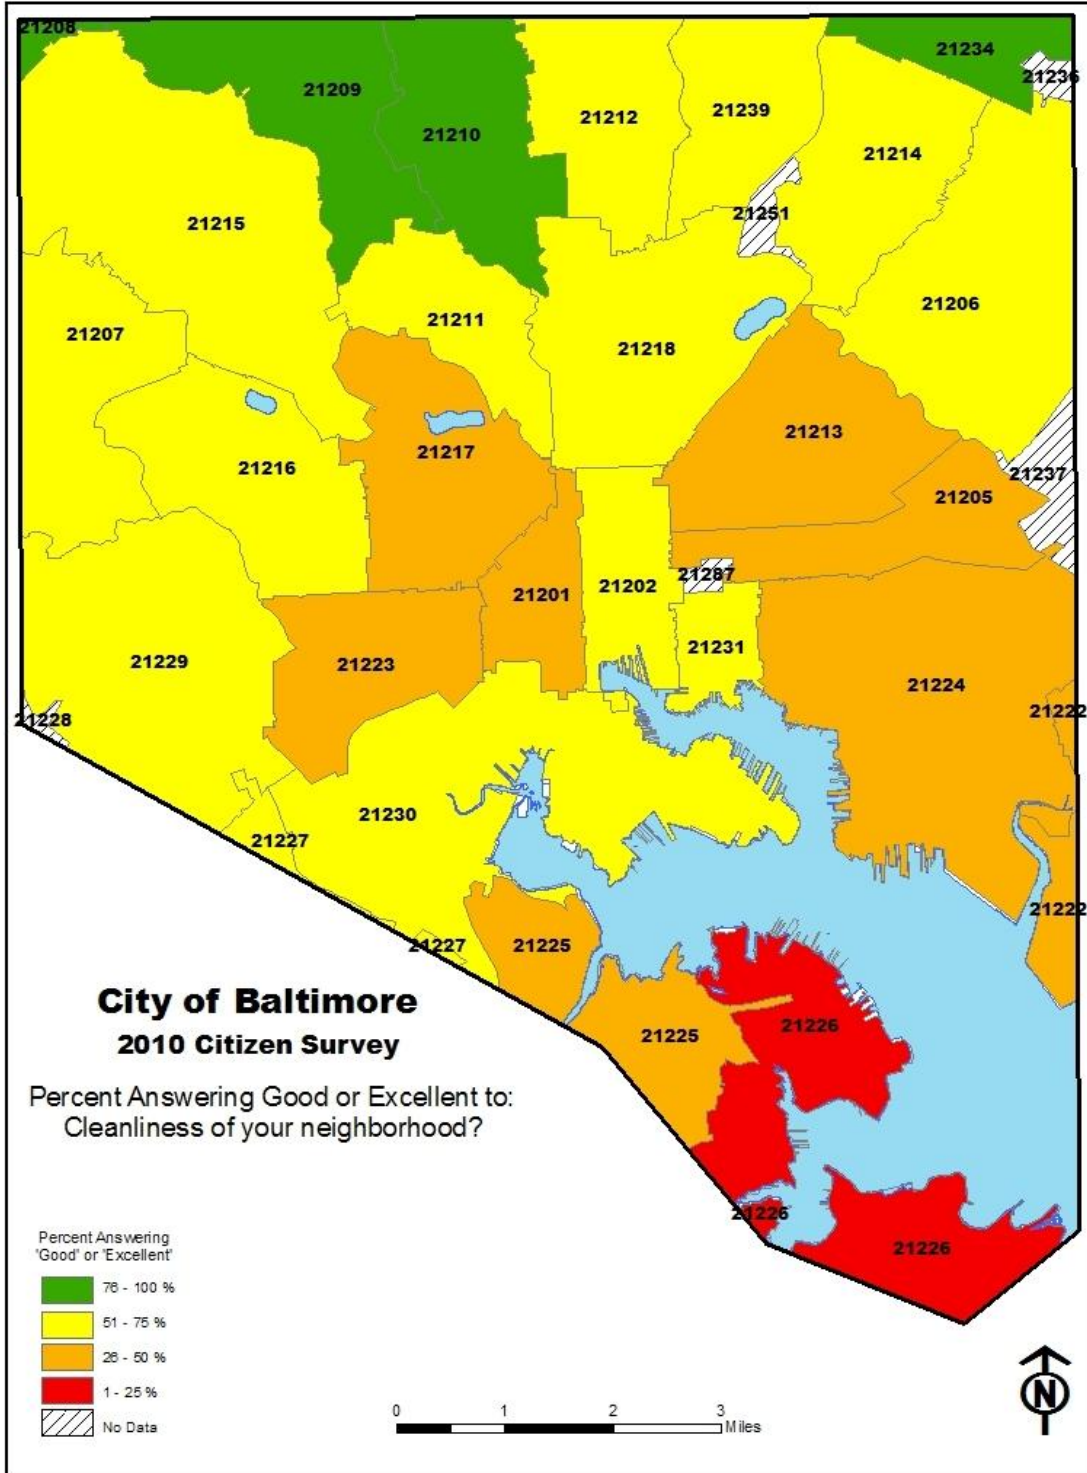 21208
21234
21236
21209
21210
21212
21239
21214
21251
21215
21206
21207
21211
21218
21213
21217
21216
21237
21205
21287
21202
21201
21231
21223
21229
21224
21228
21222
21230
21227
21222
21227
21225
City of Baltimore
2010 Citizen Survey
21225
21226
Percent Answering Good or Excellent to:
Cleanliness of your neighborhood?
21226
21226
Percent Answering
'Good' or 'Excellent'
76 - 100 %
51 - 75 %
26 - 50 %
1 - 25 %
No Data
0 1 2 3
Miles
N